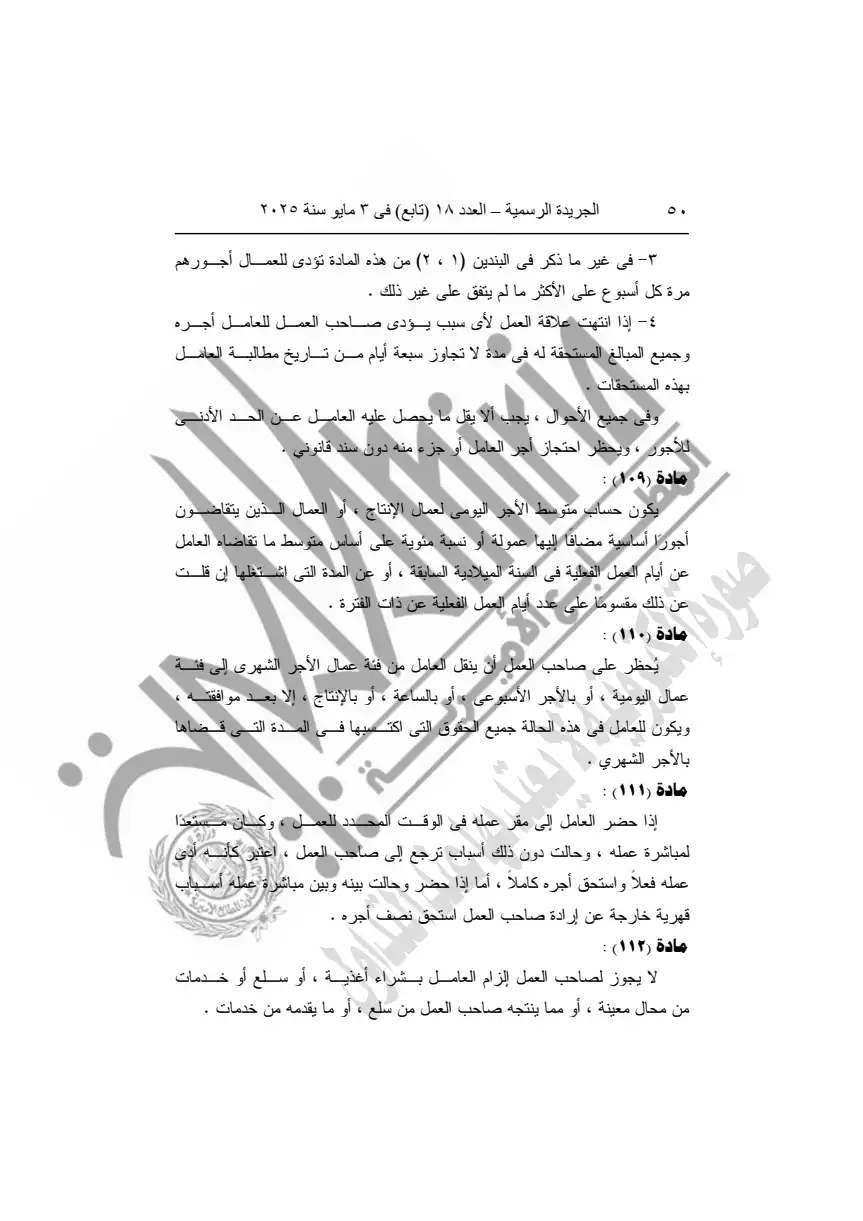 ٥٠ الجريدة الرسمية – العدد ١٨ (تابع) فى ٣ مايو سنة ٢٠٢٥
٣- فى غير ما ذكر فى البندين (١ ، ٢) من هذه المادة تؤدى للعمال أجورهم
مرة كل أسبوع على الأكثر ما لم يتفق على غير ذلك .
٤- إذا انتهت علاقة العمل لأى سبب يؤدى صاحب العمل للعامل أجره
وجميع المبالغ المستحقة له فى مدة لا تجاوز سبعة أيام من تاريخ مطالبة العامل
بهذه المستحقات .
وفى جميع الأحوال ، يجب ألا يقل ما يحصل عليه العامل عن الحد الأدنى
للأجور ، ويحظر احتجاز أجر العامل أو جزء منه دون سند قانوني .
مادة (١٠٩) :
يكون حساب متوسط الأجر اليومى لعمال الإنتاج ، أو العمال الذين يتقاضون
أجورًا أساسية مضافًا إليها عمولة أو نسبة مئوية على أساس متوسط ما تقاضاه العامل
عن أيام العمل الفعلية فى السنة الميلادية السابقة ، أو عن المدة التى اشتغلها إن قلت
عن ذلك مقسومًا على عدد أيام العمل الفعلية عن ذات الفترة .
مادة (١١٠) :
يُحظر على صاحب العمل أن ينقل العامل من فئة عمال الأجر الشهرى إلى فئة
عمال اليومية ، أو بالأجر الأسبوعى ، أو بالساعة ، أو بالإنتاج ، إلا بعد موافقته ،
ويكون للعامل فى هذه الحالة جميع الحقوق التى اكتسبها فى المدة التى قضاها
بالأجر الشهري .
مادة (١١١) :
إذا حضر العامل إلى مقر عمله فى الوقت المحدد للعمل ، وكان مستعدًا
لمباشرة عمله ، وحالت دون ذلك أسباب ترجع إلى صاحب العمل ، اعتبر كأنه أدى
عمله فعلاً واستحق أجره كاملاً ، أما إذا حضر وحالت بينه وبين مباشرة عمله أسباب
قهرية خارجة عن إرادة صاحب العمل استحق نصف أجره .
مادة (١١٢) :
لا يجوز لصاحب العمل إلزام العامل بشراء أغذية ، أو سلع أو خدمات
من محال معينة ، أو مما ينتجه صاحب العمل من سلع ، أو ما يقدمه من خدمات .